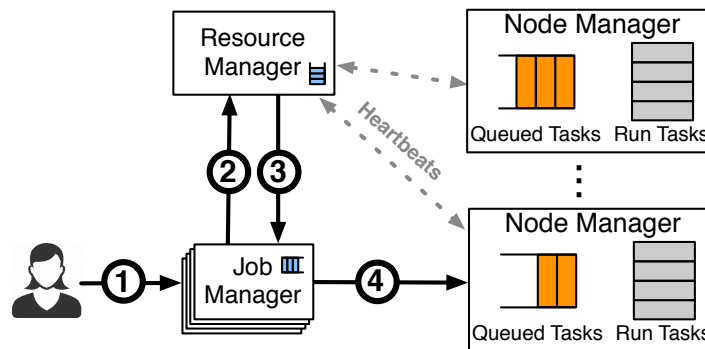 Resource
Manager
Node Manager
Queued Tasks
Run Tasks
Heartbeats
2
3
Node Manager
1
Job
Manager
4
Queued Tasks
Run Tasks